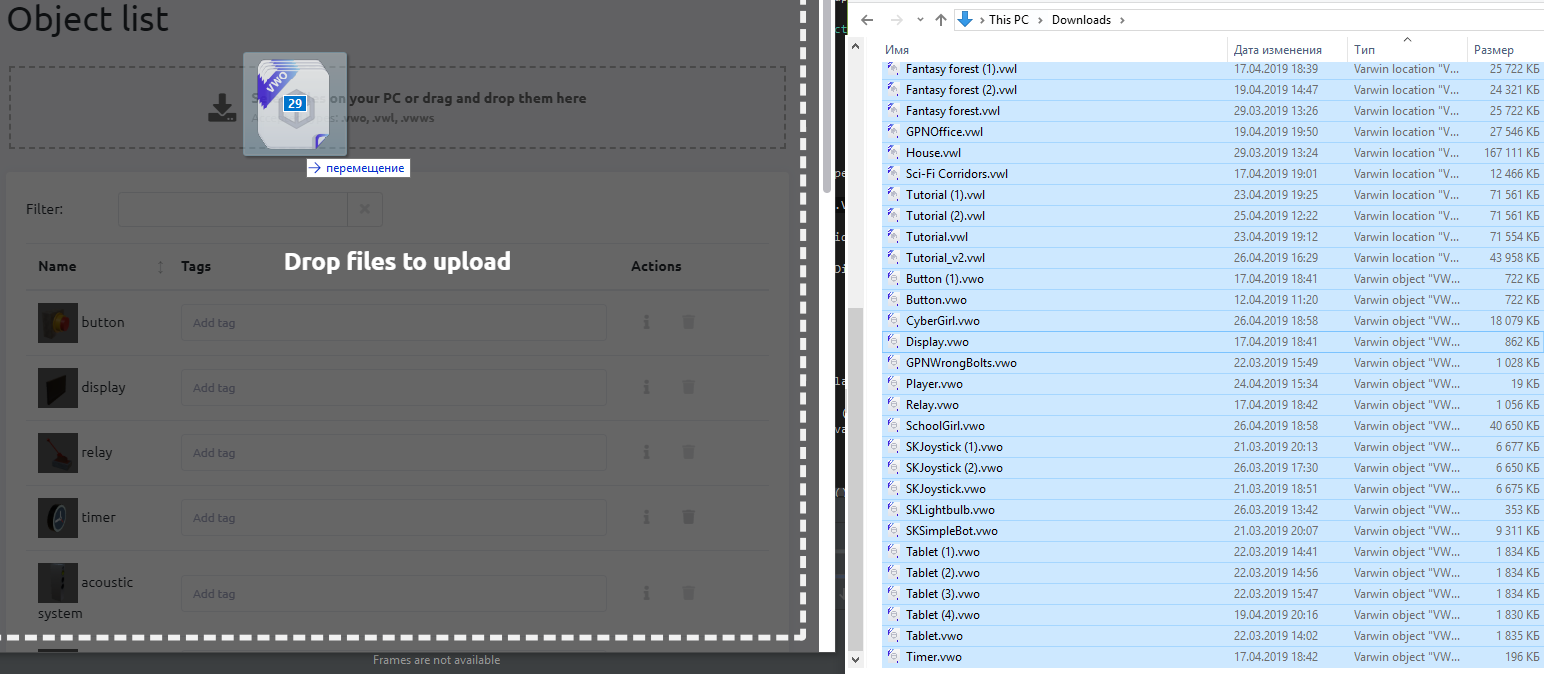 Object list
VWO
29
on your PC or drag and drop them here
.vwo, .vwl, .vwws
перемещение
Filter:
Drop files to upload
Name Tags Actions
button Add tag
display Add tag
relay Add tag
timer Add tag
acoustic system Add tag
Frames are not available
This PC > Downloads >
Имя Дата изменения Тип Размер
Fantasy forest (1).vwl 17.04.2019 18:39 Varwin location "V... 25 722 КБ
Fantasy forest (2).vwl 19.04.2019 14:47 Varwin location "V... 24 321 КБ
Fantasy forest.vwl 29.03.2019 13:26 Varwin location "V... 25 722 КБ
GPNOffice.vwl 19.04.2019 19:50 Varwin location "V... 27 546 КБ
House.vwl 29.03.2019 13:24 Varwin location "V... 167 111 КБ
Sci-Fi Corridors.vwl 17.04.2019 19:01 Varwin location "V... 12 466 КБ
Tutorial (1).vwl 23.04.2019 19:25 Varwin location "V... 71 561 КБ
Tutorial (2).vwl 25.04.2019 12:22 Varwin location "V... 71 561 КБ
Tutorial.vwl 23.04.2019 19:12 Varwin location "V... 71 554 КБ
Tutorial_v2.vwl 26.04.2019 16:29 Varwin location "V... 43 958 КБ
Button (1).vwo 17.04.2019 18:41 Varwin object "VW... 722 КБ
Button.vwo 12.04.2019 11:20 Varwin object "VW... 722 КБ
CyberGirl.vwo 26.04.2019 18:58 Varwin object "VW... 18 079 КБ
Display.vwo 17.04.2019 18:41 Varwin object "VW... 862 КБ
GPNWrongBolts.vwo 22.03.2019 15:49 Varwin object "VW... 1 028 КБ
Player.vwo 24.04.2019 15:34 Varwin object "VW... 19 КБ
Relay.vwo 17.04.2019 18:42 Varwin object "VW... 1 056 КБ
SchoolGirl.vwo 26.04.2019 18:58 Varwin object "VW... 40 650 КБ
SKJoystick (1).vwo 21.03.2019 20:13 Varwin object "VW... 6 677 КБ
SKJoystick (2).vwo 26.03.2019 17:30 Varwin object "VW... 6 650 КБ
SKJoystick.vwo 21.03.2019 18:51 Varwin object "VW... 6 675 КБ
SKLightbulb.vwo 26.03.2019 13:42 Varwin object "VW... 353 КБ
SKSimpleBot.vwo 21.03.2019 20:07 Varwin object "VW... 9 311 КБ
Tablet (1).vwo 22.03.2019 14:41 Varwin object "VW... 1 834 КБ
Tablet (2).vwo 22.03.2019 14:56 Varwin object "VW... 1 834 КБ
Tablet (3).vwo 22.03.2019 15:47 Varwin object "VW... 1 834 КБ
Tablet (4).vwo 19.04.2019 20:16 Varwin object "VW... 1 830 КБ
Tablet.vwo 22.03.2019 14:02 Varwin object "VW... 1 835 КБ
Timer.vwo 17.04.2019 18:42 Varwin object "VW... 196 КБ